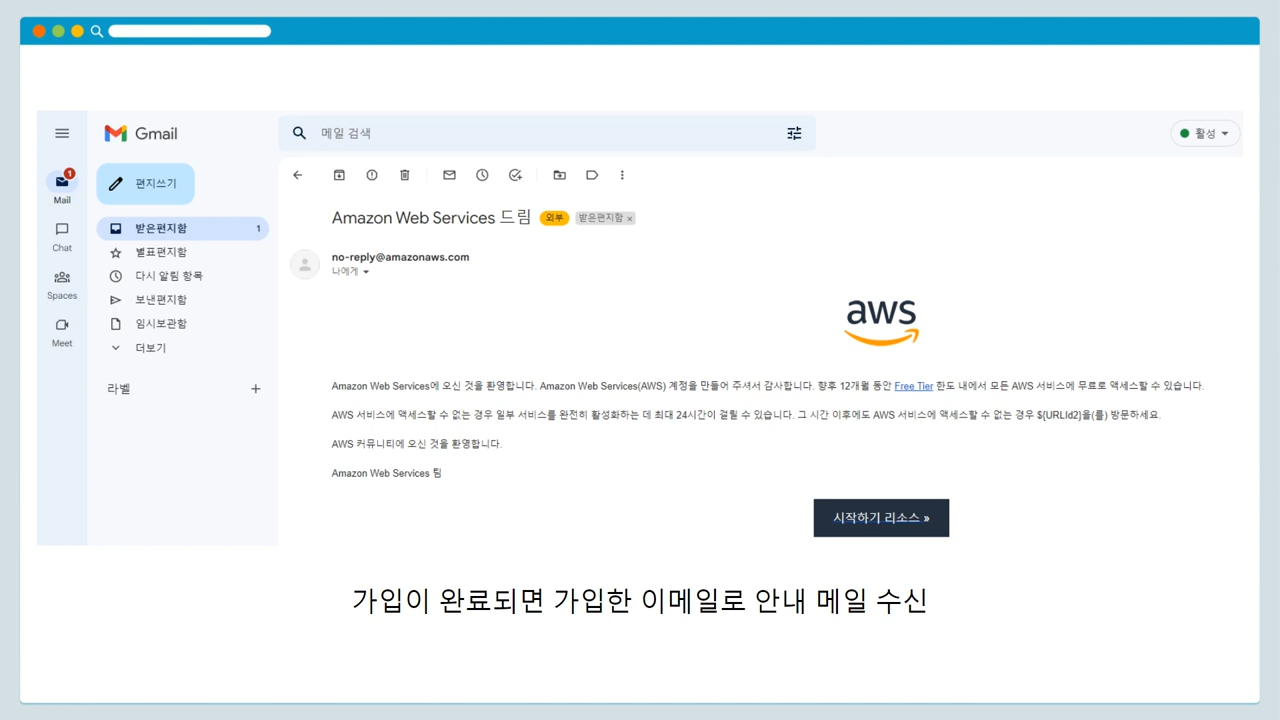 Gmail
메일 검색
활성
1
Mail
Chat
Spaces
Meet
편지쓰기
받은편지함 1
별표편지함
다시 알림 항목
보낸편지함
임시보관함
더보기
라벨
Amazon Web Services 드림 외부 받은편지함 ×
no-reply@amazonaws.com
나에게
aws
Amazon Web Services에 오신 것을 환영합니다. Amazon Web Services(AWS) 계정을 만들어 주셔서 감사합니다. 향후 12개월 동안 Free Tier 한도 내에서 모든 AWS 서비스에 무료로 액세스할 수 있습니다.
AWS 서비스에 액세스할 수 없는 경우 일부 서비스를 완전히 활성화하는 데 최대 24시간이 걸릴 수 있습니다. 그 시간 이후에도 AWS 서비스에 액세스할 수 없는 경우 ${URLId2}을(를) 방문하세요.
AWS 커뮤니티에 오신 것을 환영합니다.
Amazon Web Services 팀
시작하기 리소스 »
가입이 완료되면 가입한 이메일로 안내 메일 수신